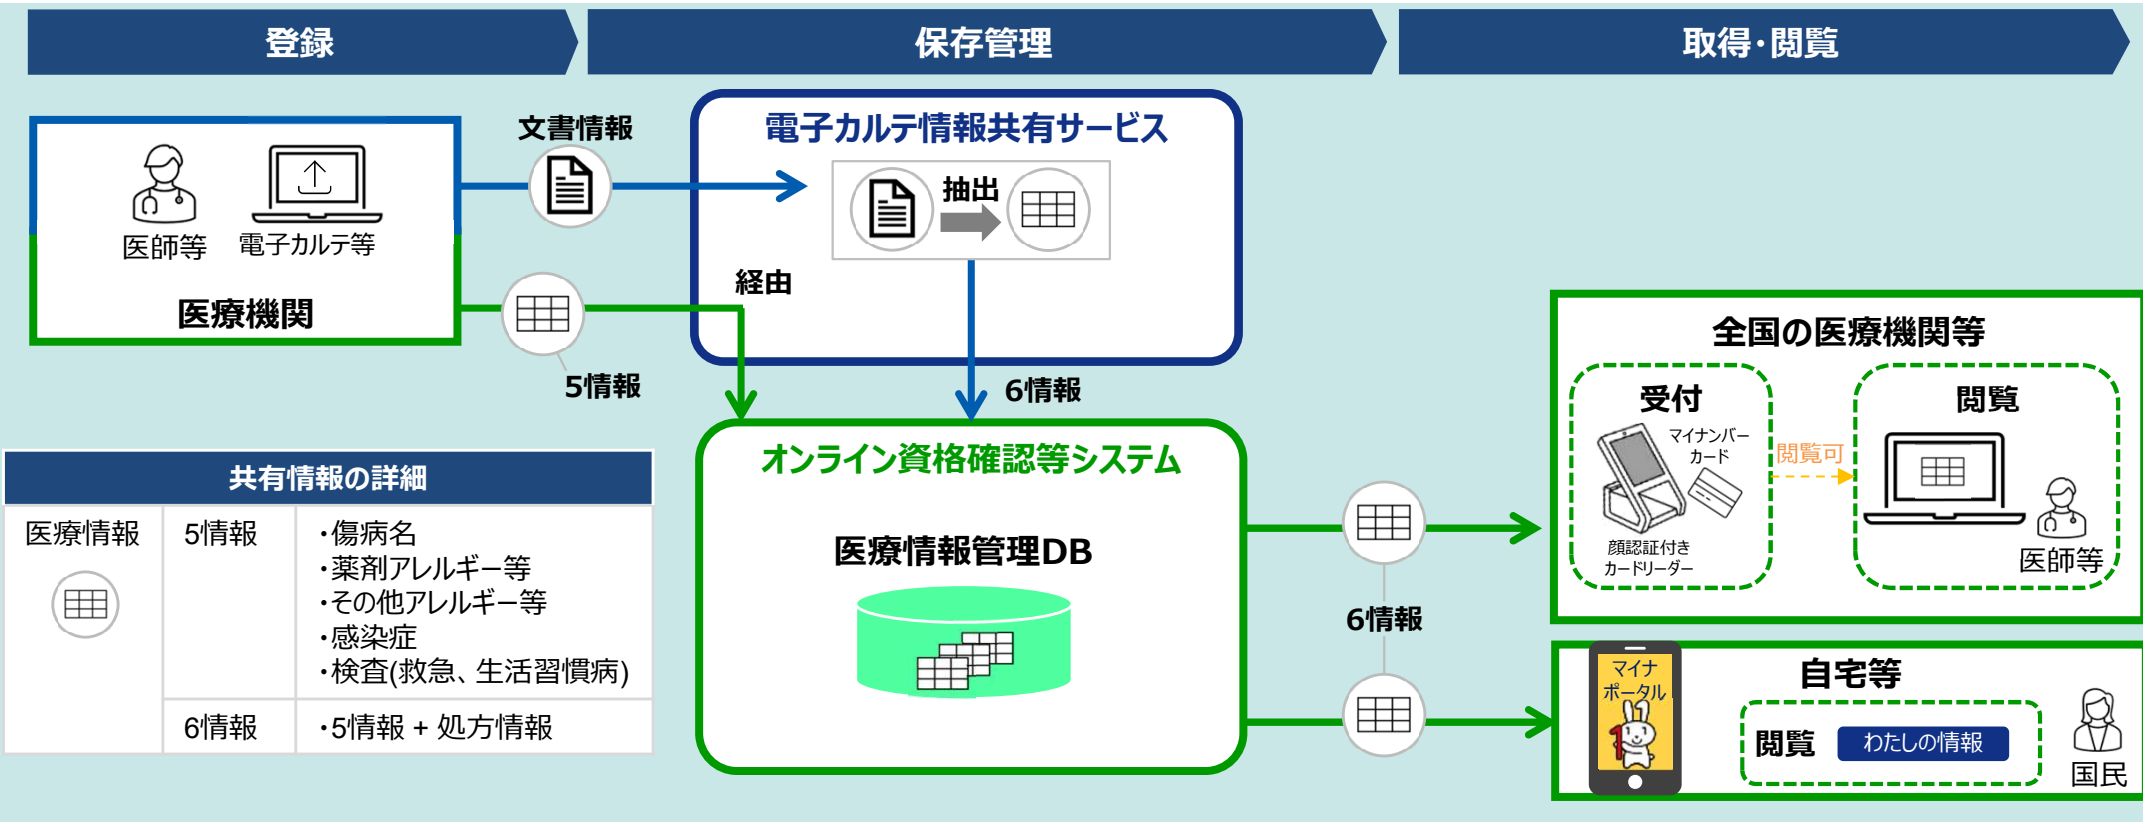 登録
保存管理
取得・閲覧
文書情報
電子カルテ情報共有サービス
抽出
医師等
電子カルテ等
医療機関
経由
5情報
6情報
オンライン資格確認等システム
医療情報管理DB
6情報
全国の医療機関等
受付
マイナンバー
カード
顔認証付き
カードリーダー
閲覧可
閲覧
医師等
マイナ
ポータル
自宅等
閲覧
わたしの情報
国民
共有情報の詳細
医療情報
5情報
・傷病名
・薬剤アレルギー等
・その他アレルギー等
・感染症
・検査(救急、生活習慣病)
6情報
・5情報 + 処方情報